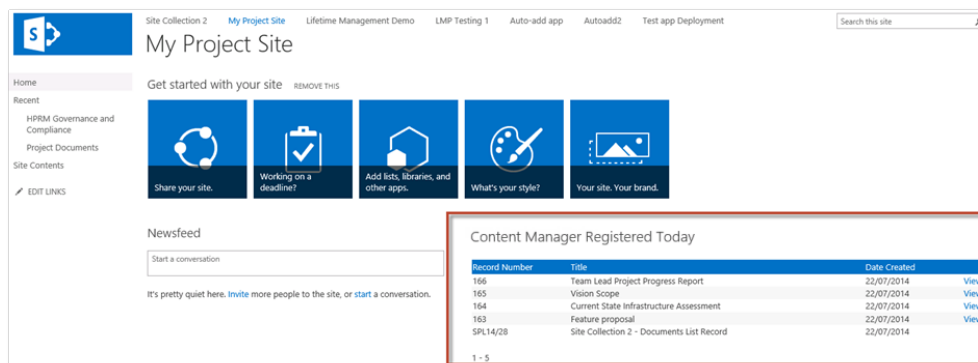 S
Site Collection 2 My Project Site Lifetime Management Demo LMP Testing 1 Auto-add app Autoadd2 Test app Deployment
Search this site
My Project Site
Home
Recent
HPRM Governance and
Compliance
Project Documents
Site Contents
EDIT LINKS
Get started with your site REMOVE THIS
Share your site.
Working on a
deadline?
Add lists, libraries, and
other apps.
What's your style?
Your site. Your brand.
Newsfeed
Start a conversation
It's pretty quiet here. Invite more people to the site, or start a conversation.
Content Manager Registered Today
Record Number Title Date Created
166 Team Lead Project Progress Report 22/07/2014 View
165 Vision Scope 22/07/2014 View
164 Current State Infrastructure Assessment 22/07/2014 View
163 Feature proposal 22/07/2014 View
SPL14/28 Site Collection 2 - Documents List Record 22/07/2014
1 - 5